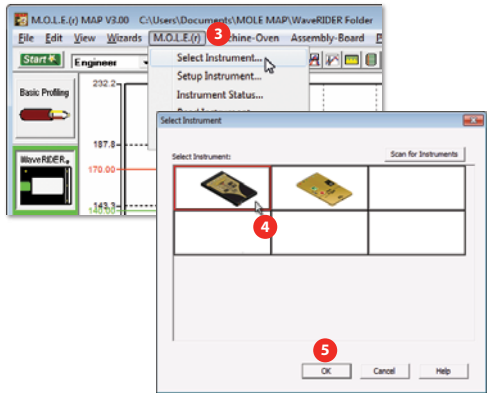 M.O.L.E.(r) MAP V3.00 C:\Users\Documents\MOLE MAP\WaveRIDER Folder
File Edit View Wizards M.O.L.E.(r) 3 hine-Oven Assembly-Board
Start Engineer
Select Instrument...
Setup Instrument...
Instrument Status...
Basic Profiling
WaveRIDER®
232.2
187.8
170.00
143.3
140.00
Select Instrument
Select Instrument:
Scan for Instruments
4
5
OK Cancel Help